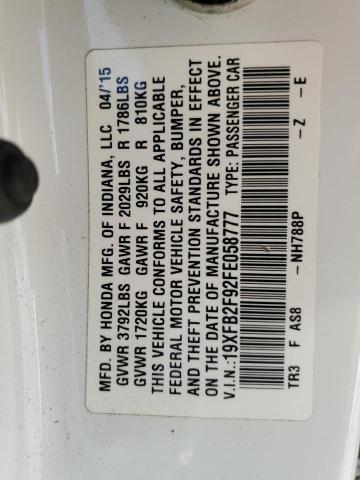 MFD. BY HONDA MFG. OF INDIANA, LLC 04/'15
GVWR 3792LBS GAWR F 2029LBS R 1786LBS
GVWR 1720KG GAWR F 920KG R 810KG
THIS VEHICLE CONFORMS TO ALL APPLICABLE
FEDERAL MOTOR VEHICLE SAFETY, BUMPER,
AND THEFT PREVENTION STANDARDS IN EFFECT
ON THE DATE OF MANUFACTURE SHOWN ABOVE.
V.I.N.:19XFB2F92FE058777 TYPE: PASSENGER CAR
TR3 F AS8 -NH788P -Z -E